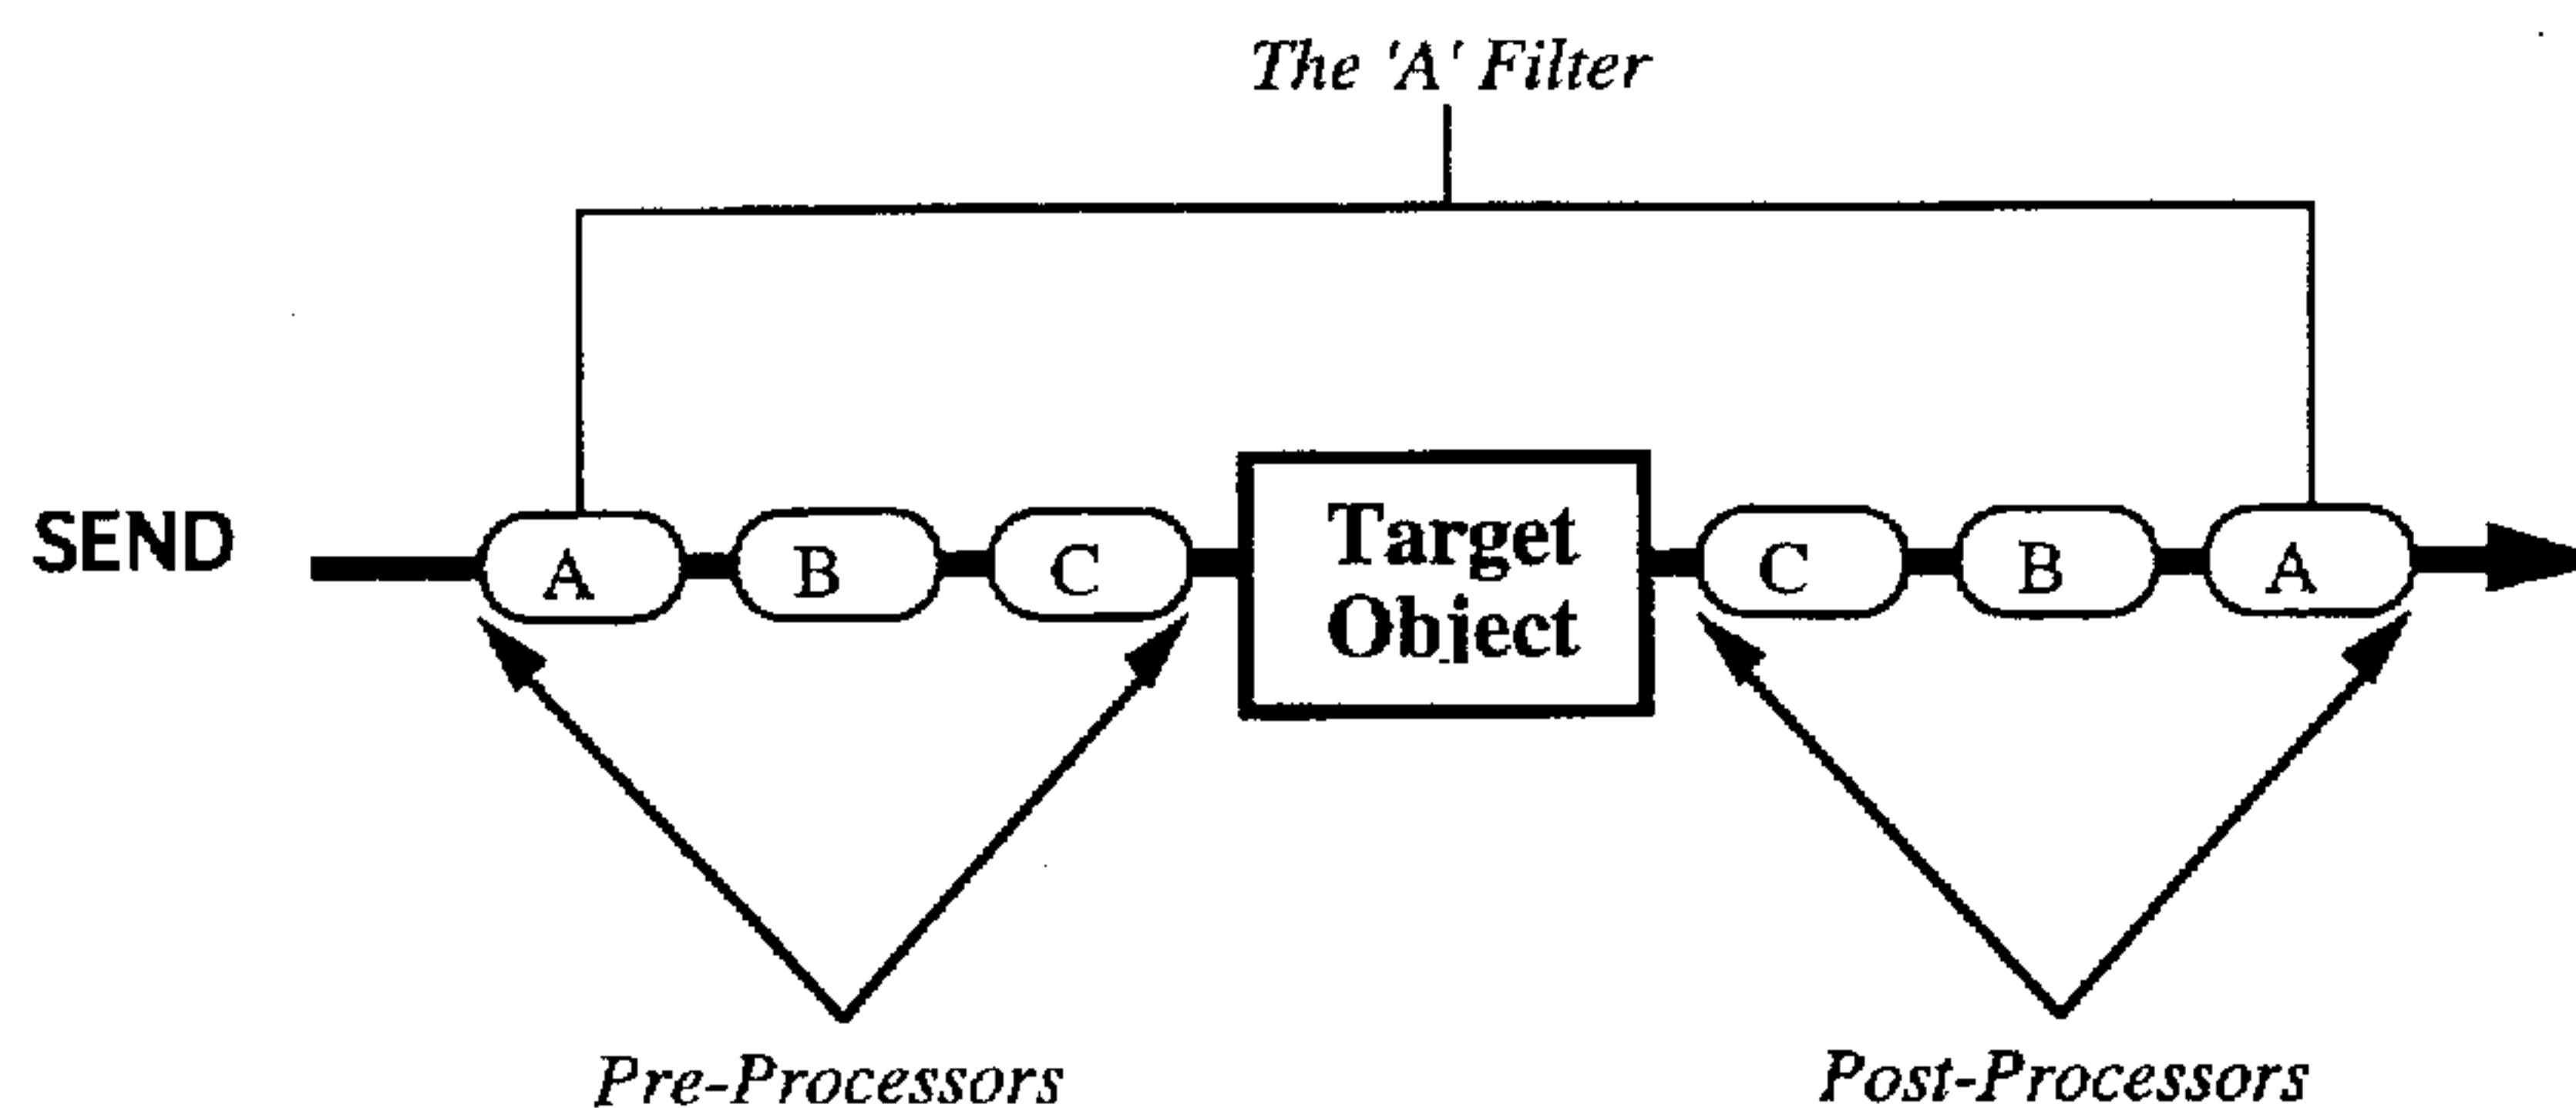 The 'A' Filter
SEND
A
B
C
Target
Object
C
B
A
Pre-Processors
Post-Processors